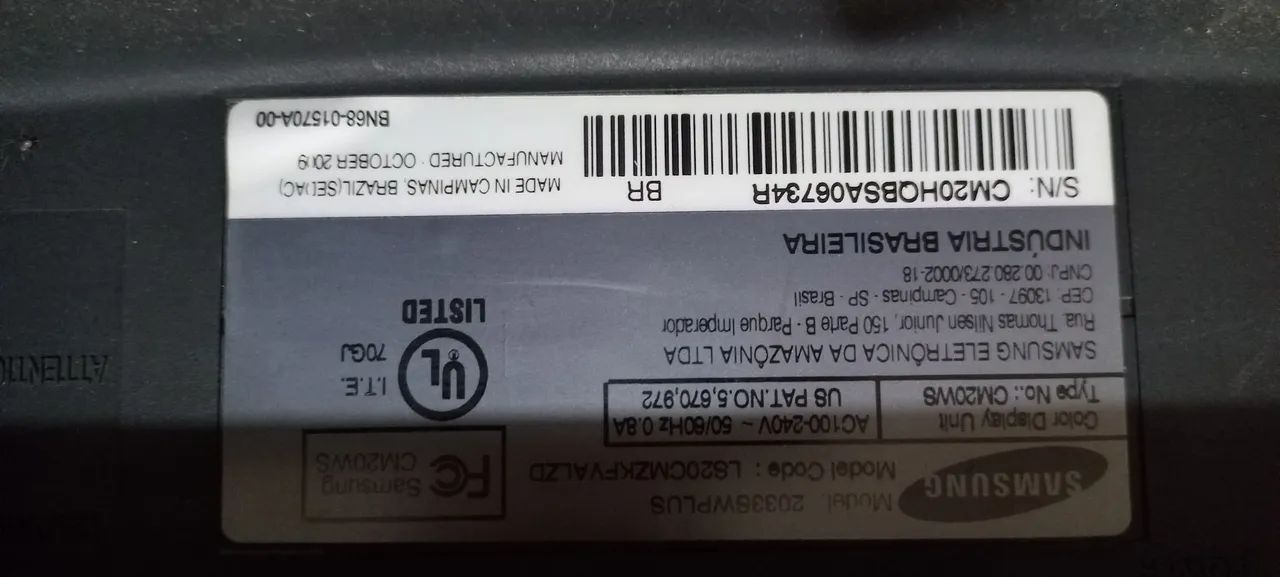 SAMSUNG
Model: 2033SWPLUS
Model Code : LS20CMZKFVALZD
FC Samsung
CM20WS
Color Display Unit
Type No.: CM20WS
AC100-240V ~ 50/60Hz 0.8A
US PAT.NO.5,670,972
SAMSUNG ELETRÔNICA DA AMAZÔNIA LTDA
Rua. Thomas Nilsen Junior, 150 Parte B - Parque Imperador
CEP. 13097 - 105 - Campinas - SP - Brasil
CNPJ: 00.280.273/0002-18
INDÚSTRIA BRASILEIRA
I.T.E.
UL ®
70GJ
LISTED
S/N: CM20HQBSA06734R BR
MADE IN CAMPINAS, BRAZIL(SEDAC)
MANUFACTURED : OCTOBER 2009
BN68-01570A-00